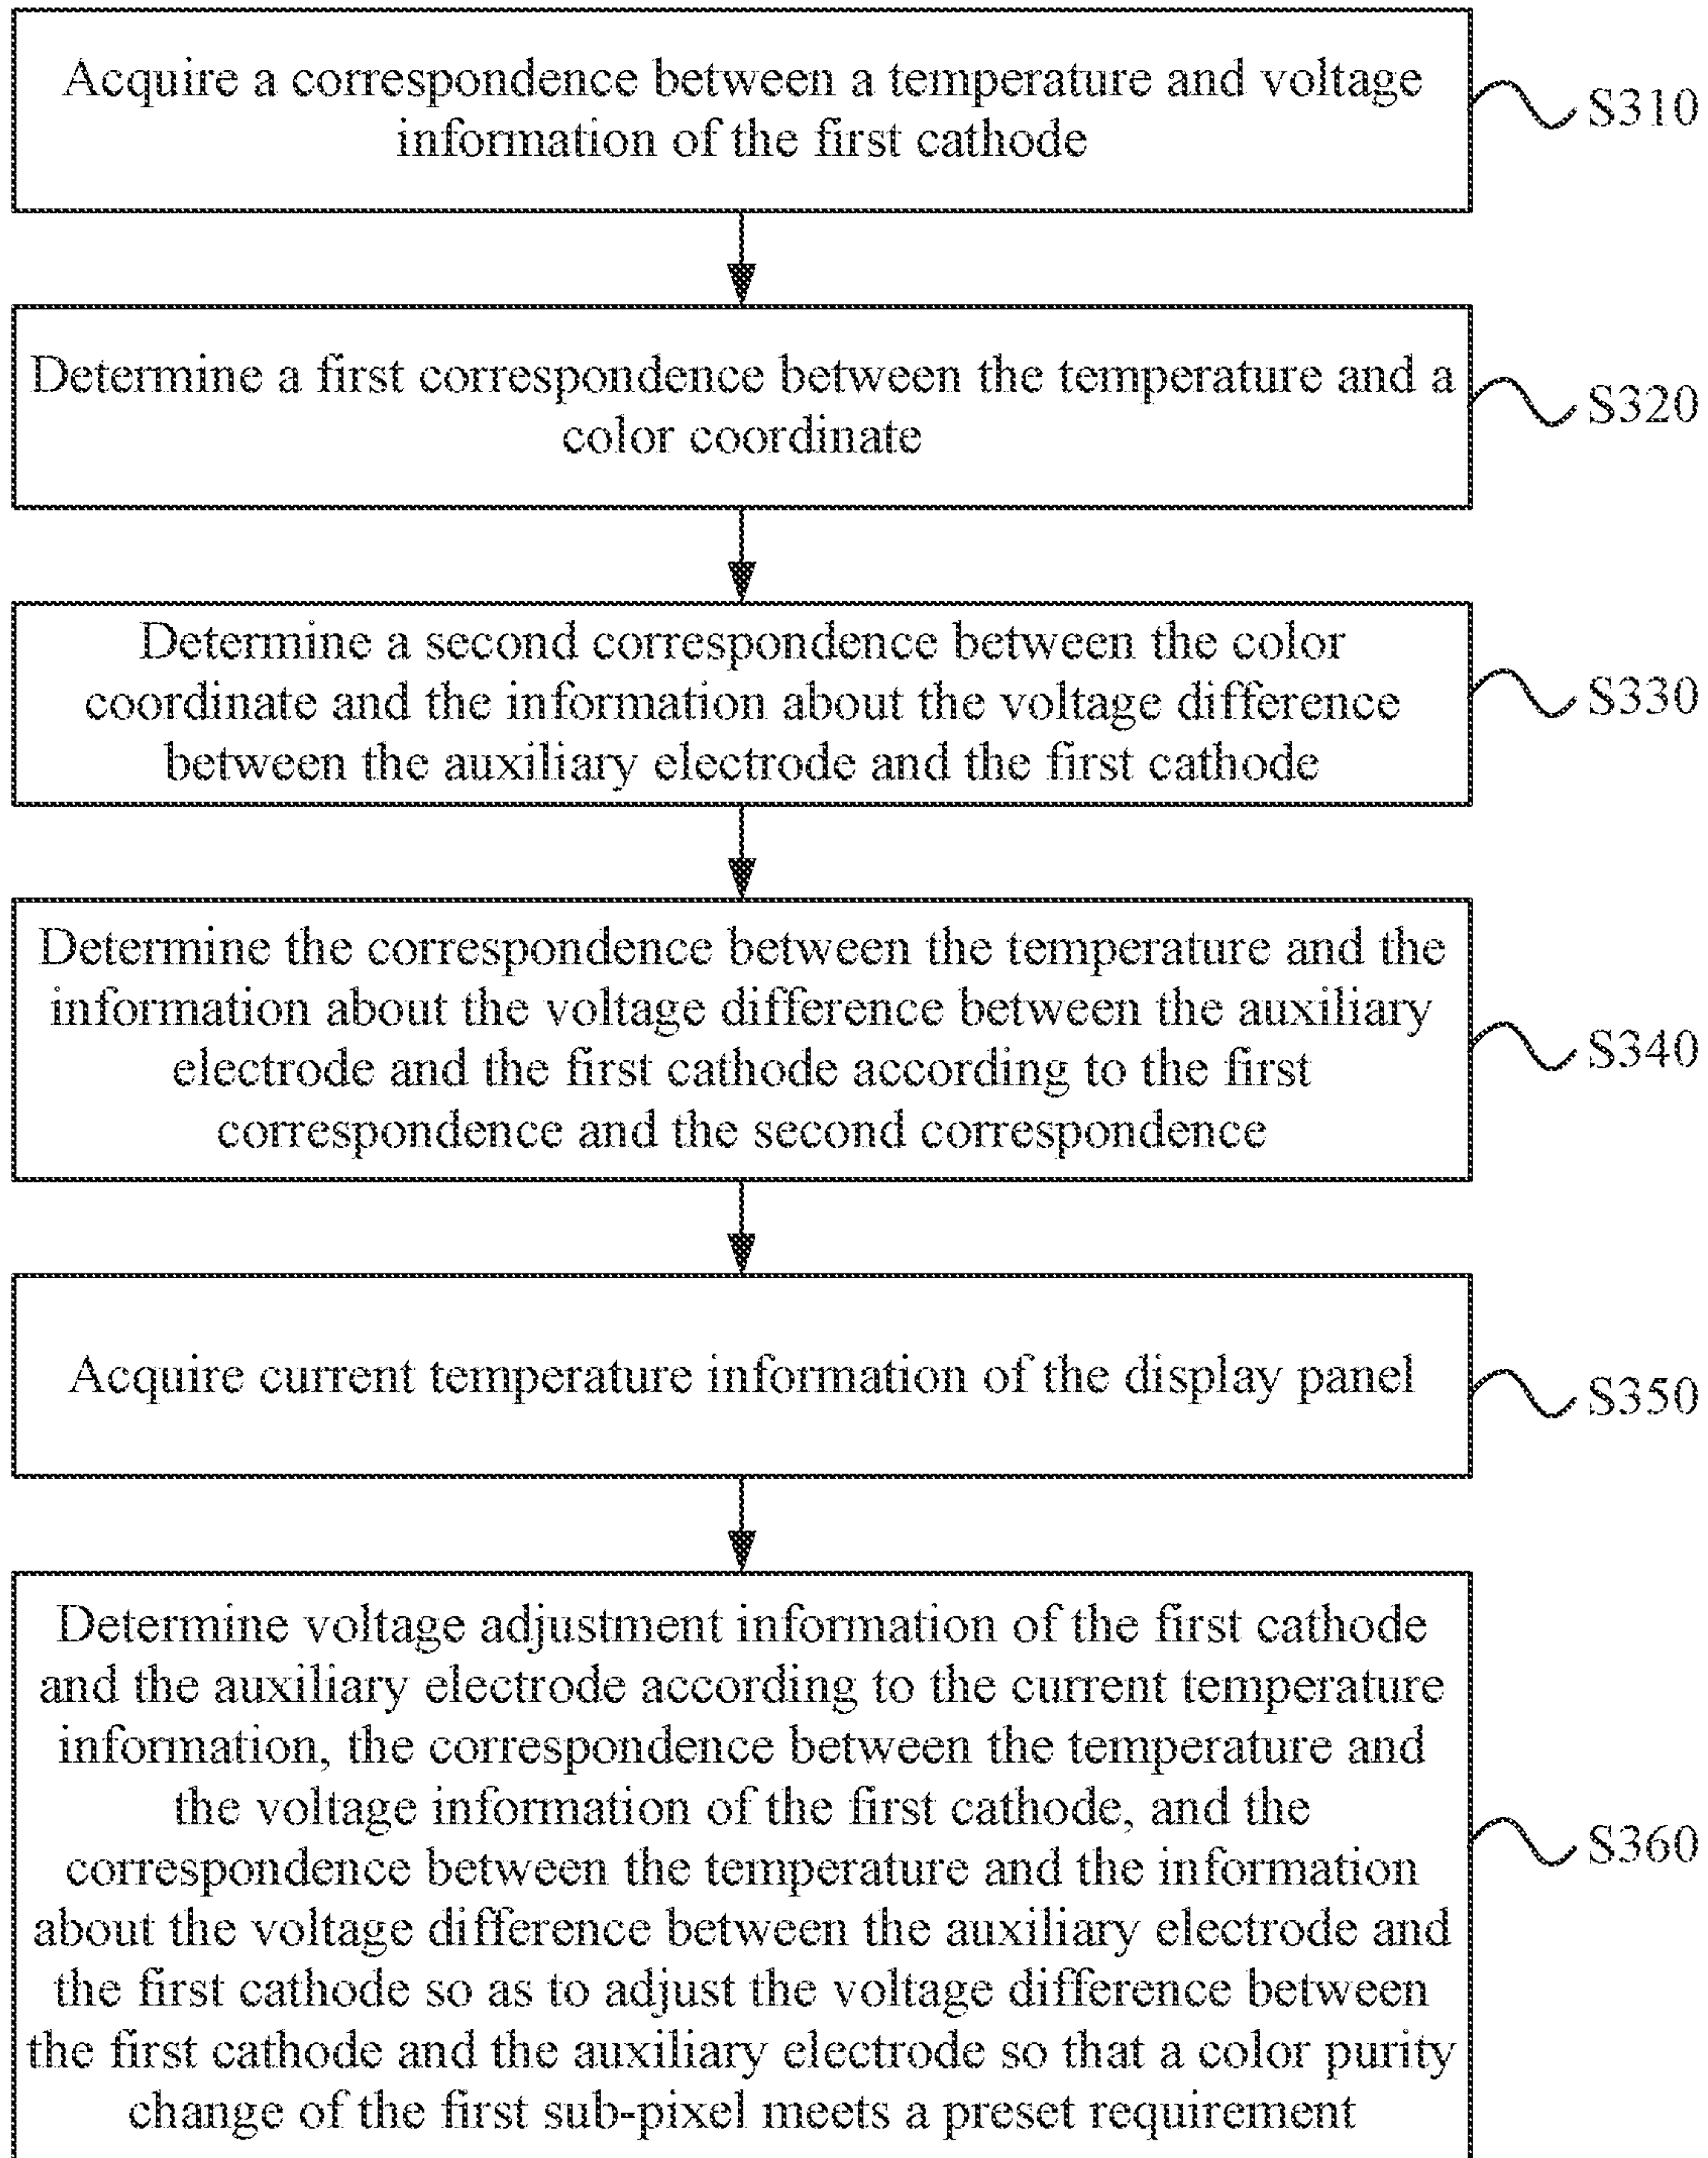 Acquire a correspondence between a temperature and voltage
information of the first cathode
S310
Determine a first correspondence between the temperature and a
color coordinate
S320
Determine a second correspondence between the color
coordinate and the information about the voltage difference
between the auxiliary electrode and the first cathode
S330
Determine the correspondence between the temperature and the
information about the voltage difference between the auxiliary
electrode and the first cathode according to the first
correspondence and the second correspondence
S340
Acquire current temperature information of the display panel
S350
Determine voltage adjustment information of the first cathode
and the auxiliary electrode according to the current temperature
information, the correspondence between the temperature and
the voltage information of the first cathode, and the
correspondence between the temperature and the information
about the voltage difference between the auxiliary electrode and
the first cathode so as to adjust the voltage difference between
the first cathode and the auxiliary electrode so that a color purity
change of the first sub-pixel meets a preset requirement
S360